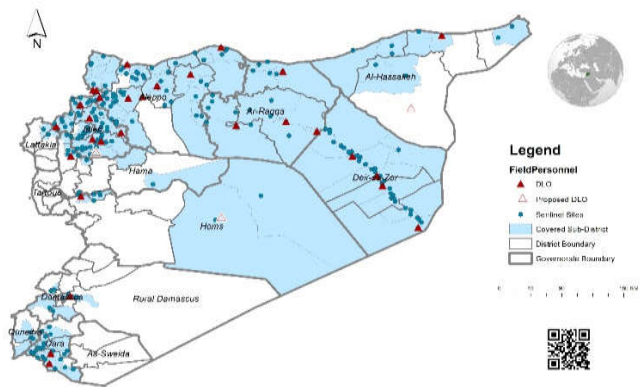 N
Al-Hassakeh
Aleppo
Ar-Raqqa
Idleb
Lattakia
Hama
Deir-ez-Zor
Tartous
Homs
Rural Damascus
Damascus
Quneitra
Dara
As-Sweida
Legend
FieldPersonnel
DLO
Proposed DLO
Sentinel Sites
Covered Sub-District
District Boundary
Governorate Boundary